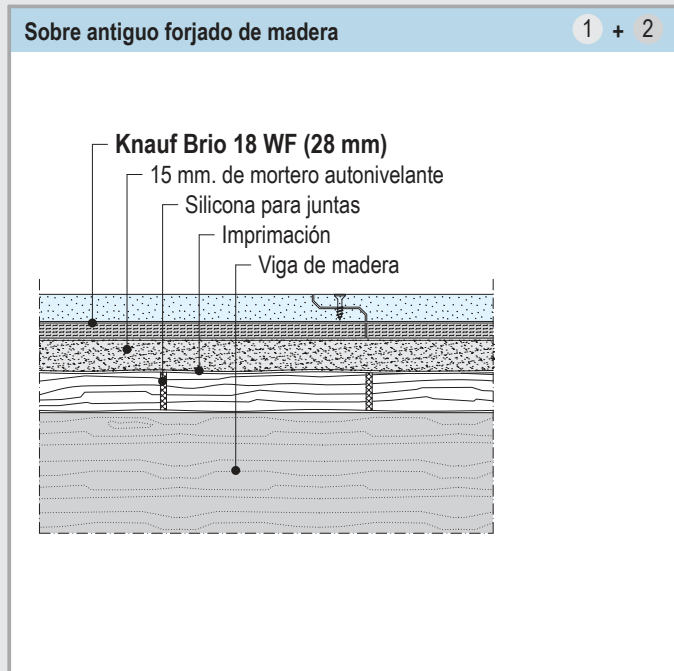 Sobre antiguo forjado de madera 1 + 2
Knauf Brio 18 WF (28 mm)
15 mm. de mortero autonivelante
Silicona para juntas
Imprimación
Viga de madera